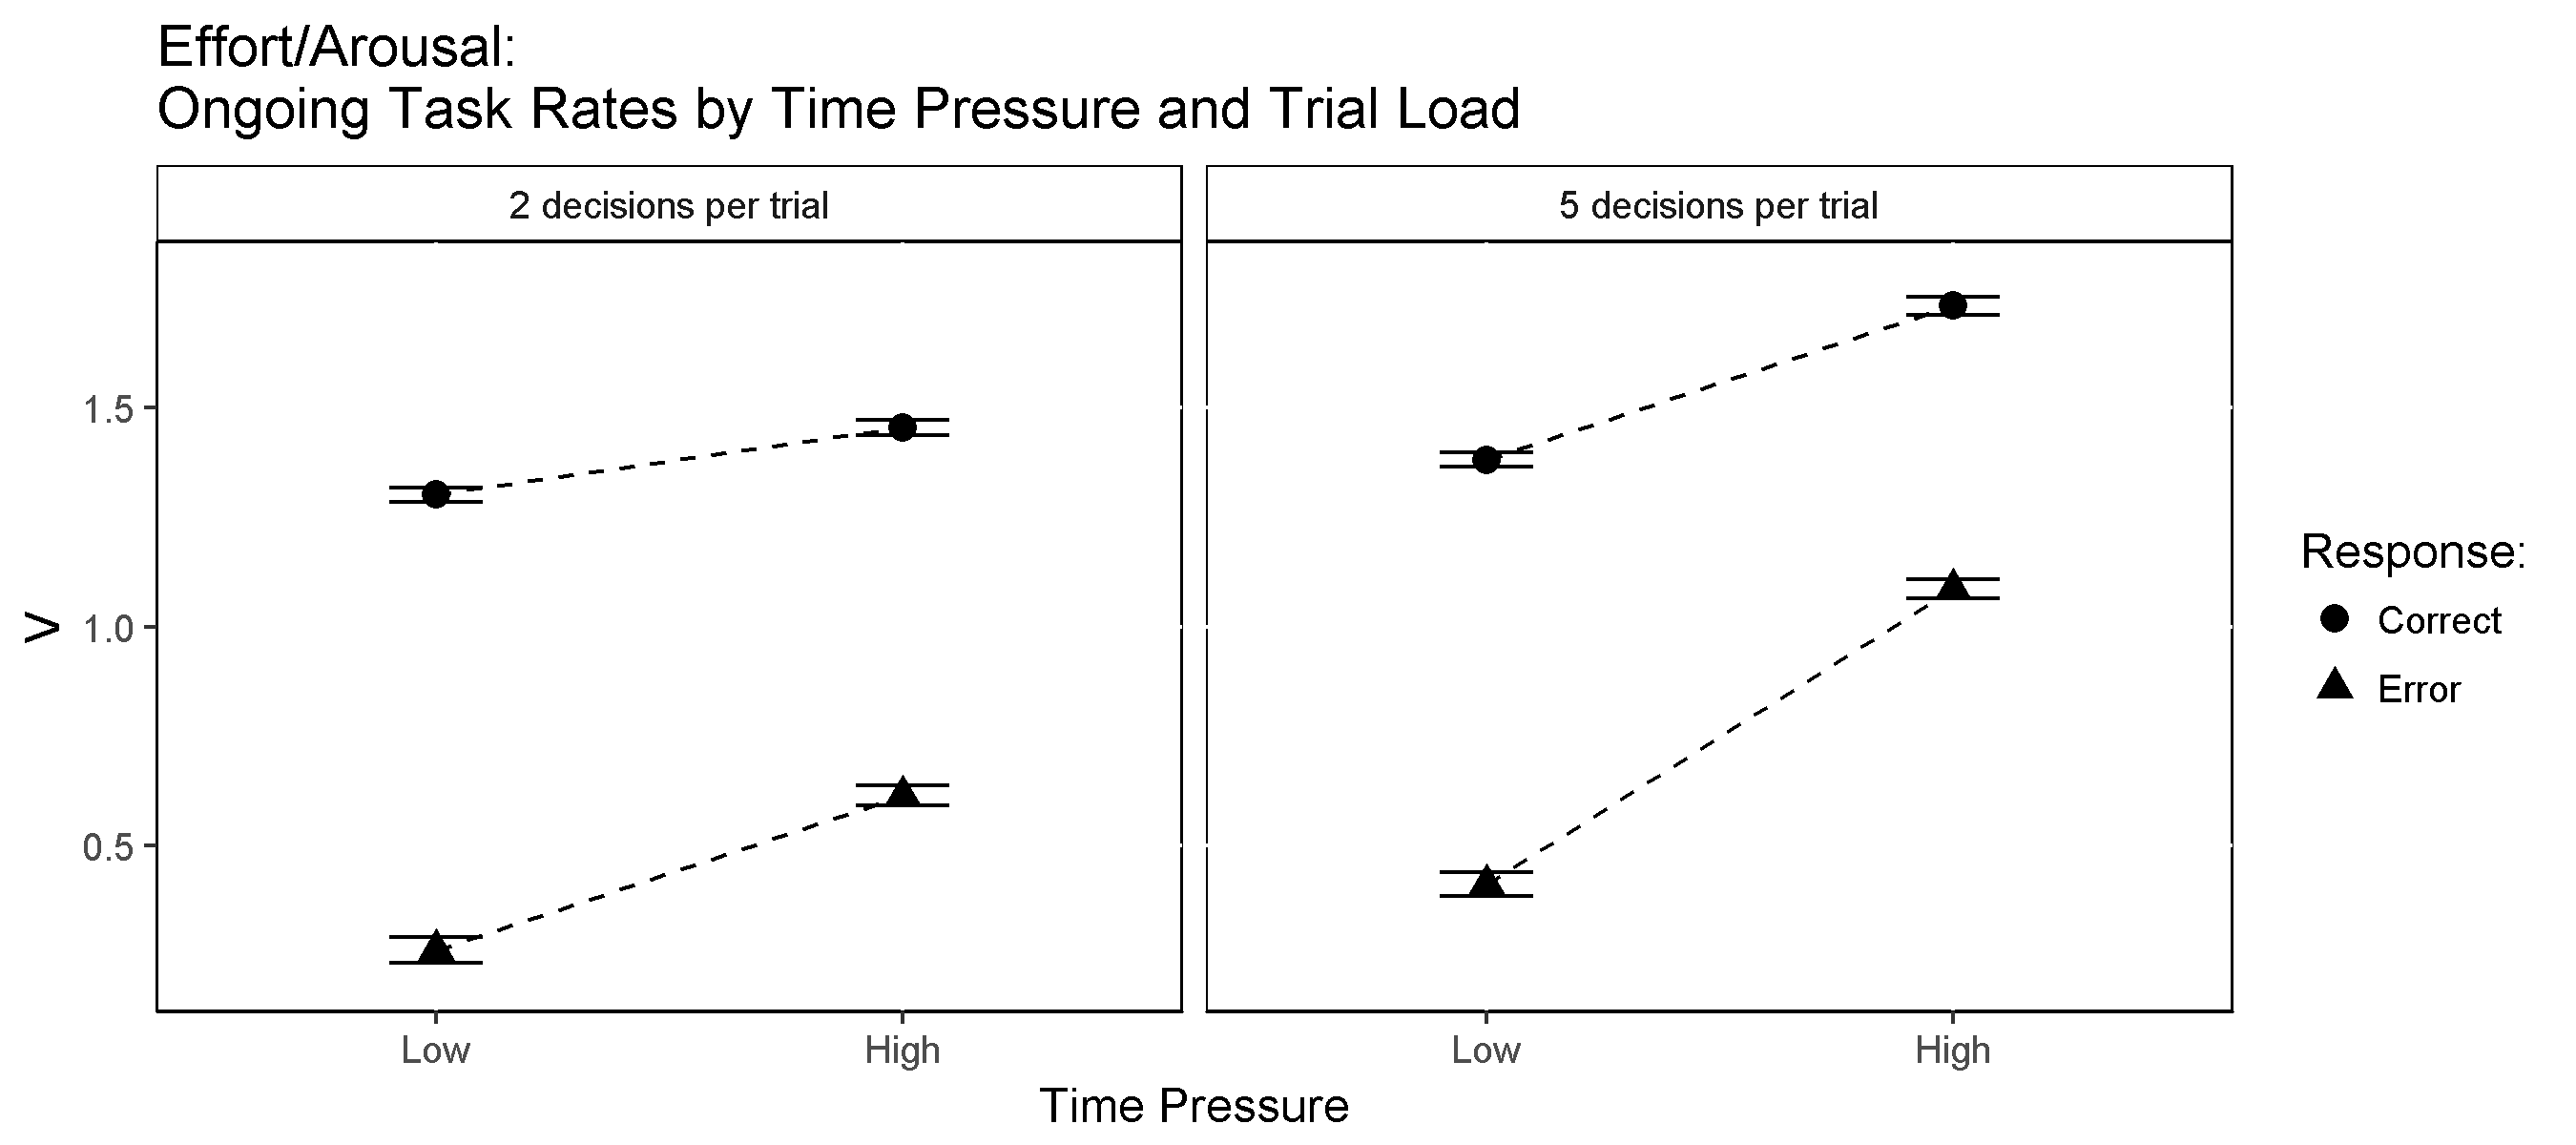 Effort/Arousal:
Ongoing Task Rates by Time Pressure and Trial Load
2 decisions per trial
5 decisions per trial
V
1.5
1.0
0.5
Low
High
Low
High
Time Pressure
Response:
Correct
Error